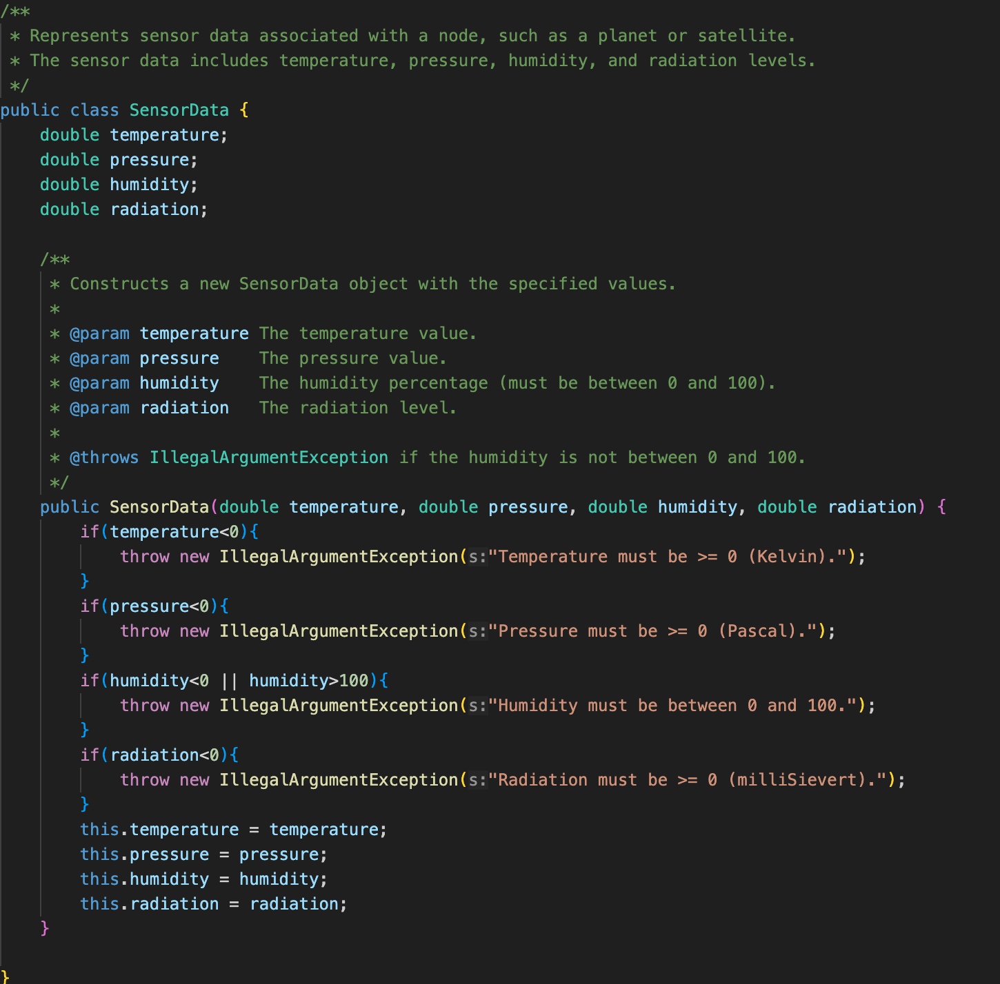 /**
 * Represents sensor data associated with a node, such as a planet or satellite.
 * The sensor data includes temperature, pressure, humidity, and radiation levels.
 */
public class SensorData {
    double temperature;
    double pressure;
    double humidity;
    double radiation;

    /**
     * Constructs a new SensorData object with the specified values.
     *
     * @param temperature The temperature value.
     * @param pressure    The pressure value.
     * @param humidity    The humidity percentage (must be between 0 and 100).
     * @param radiation   The radiation level.
     *
     * @throws IllegalArgumentException if the humidity is not between 0 and 100.
     */
    public SensorData(double temperature, double pressure, double humidity, double radiation) {
        if(temperature<0){
            throw new IllegalArgumentException(s:"Temperature must be >= 0 (Kelvin).");
        }
        if(pressure<0){
            throw new IllegalArgumentException(s:"Pressure must be >= 0 (Pascal).");
        }
        if(humidity<0 || humidity>100){
            throw new IllegalArgumentException(s:"Humidity must be between 0 and 100.");
        }
        if(radiation<0){
            throw new IllegalArgumentException(s:"Radiation must be >= 0 (milliSievert).");
        }
        this.temperature = temperature;
        this.pressure = pressure;
        this.humidity = humidity;
        this.radiation = radiation;
    }

}